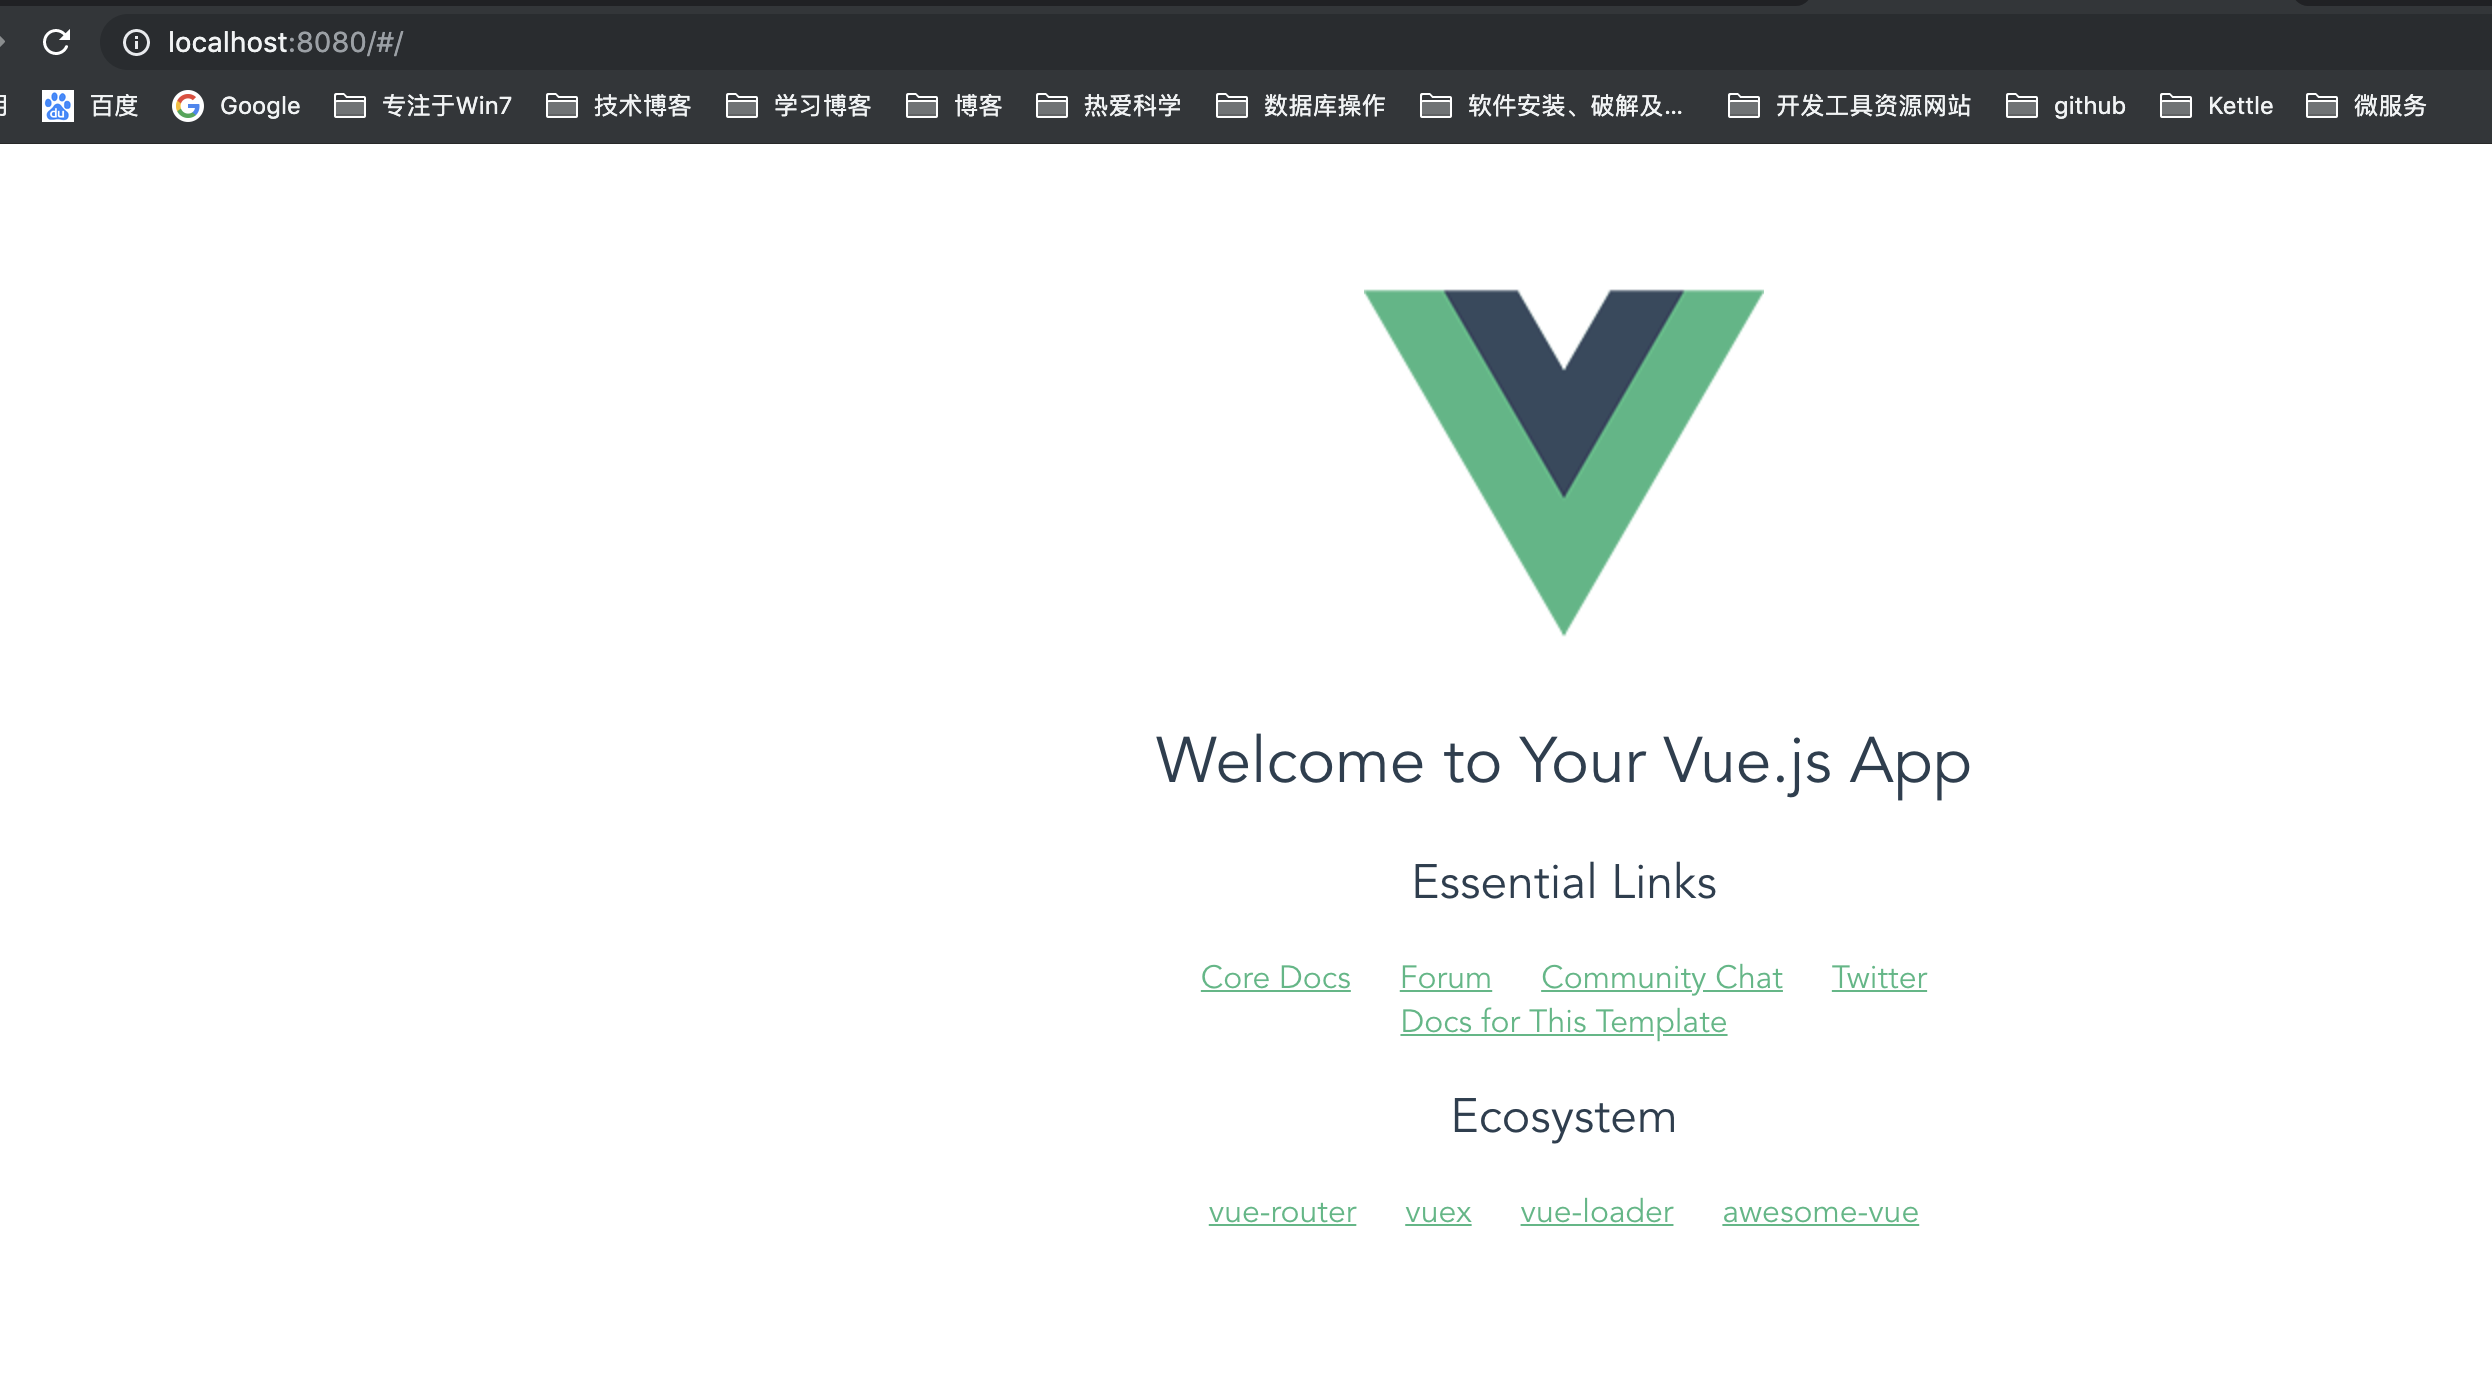 localhost:8080/#/
百度 Google 专注于Win7 技术博客 学习博客 博客 热爱科学 数据库操作 软件安装、破解及... 开发工具资源网站 github Kettle 微服务
Welcome to Your Vue.js App
Essential Links
Core Docs Forum Community Chat Twitter
Docs for This Template
Ecosystem
vue-router vuex vue-loader awesome-vue